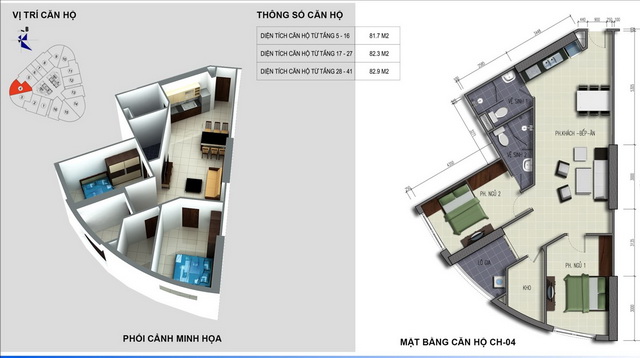 VỊ TRÍ CĂN HỘ
THÔNG SỐ CĂN HỘ
DIỆN TÍCH CĂN HỘ TỪ TẦNG 5 - 16 81.7 M2
DIỆN TÍCH CĂN HỘ TỪ TẦNG 17 - 27 82.3 M2
DIỆN TÍCH CĂN HỘ TỪ TẦNG 28 - 41 82.9 M2
VỆ SINH 1
VỆ SINH
PH.KHÁCH - BẾP - ĂN
PH. NGỦ 2
LÔ GIA
KHO
PH. NGỦ 1
PHỐI CẢNH MINH HỌA
MẶT BẰNG CĂN HỘ CH-04